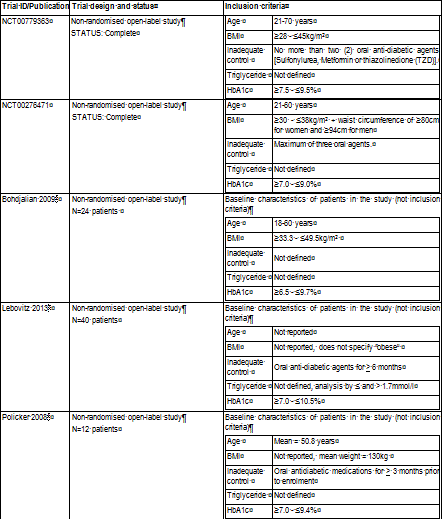 Trial·ID/Publication Trial·design·and·status¤ Inclusion·criteria¤
NCT00779363¤ Non-randomised·open-label·study¶
STATUS:·Complete¤
Age·¤ 21-70·years¤
BMI¤ ≥28·-·≤45kg/m²¤
Inadequate·
control·¤
No· more· than· two· (2)· oral· anti-diabetic· agents·
[Sulfonylurea,·Metformin·or·thiazolinedione·(TZD)].·¤
Triglyceride·¤ Not·defined¤
HbA1c¤ ≥7.5·-·≤9.5%¤
NCT00276471¤ Non-randomised·open-label·study¶
STATUS:·Complete¤
Age·¤ 21-60·years¤
BMI¤ ≥30·-·≤38kg/m²·+·waist·circumference·of·≥80cm·
for·women·and·≥94cm·for·men¤
Inadequate·
control·¤
Maximum·of·three·oral·agents.¤
Triglyceride·¤ Not·defined¤
HbA1c¤ ≥7.0·-·≤9.0%¤
Bohdjalian·2009§¤ Non-randomised·open-label·study¶
N=24·patients··¤
Baseline· characteristics· of· patients· in· the· study· (not· inclusion·
criteria)¶
Age·¤ 18-60·years¤
BMI¤ ≥33.3·-·≤49.5kg/m²·¤
Inadequate·
control·¤
Not·defined¤
Triglyceride·¤ Not·defined¤
HbA1c¤ ≥6.5·-·≤9.7%¤
Lebovitz·2013§¤ Non-randomised·open-label·study¶
N=40·patients¤
Baseline· characteristics· of· patients· in· the· study· (not· inclusion·
criteria)¶
Age·¤ Not·reported¤
BMI¤ Not·reported,··does·not·specify·"obese"¤
Inadequate·
control·¤
Oral·anti-diabetic·agents·for·>·6·months¤
Triglyceride·¤ Not·defined,·analysis·by·≤·and·>·1.7mmol/l¤
HbA1c¤ ≥7.0·-·≤10.5%¤
Policker·2008§¤ Non-randomised·open-label·study¶
N=12·patients¤
Baseline· characteristics· of· patients· in· the· study· (not· inclusion·
criteria)¶
Age·¤ Mean·=·50.8·years¤
BMI¤ Not·reported,·mean·weight·=·130kg¤
Inadequate·
control·¤
Oral· antidiabetic· medications· for· >· 3· months· prior·
to·enrolment¤
Triglyceride·¤ Not·defined¤
HbA1c¤ ≥7.0·-·≤9.4%¤